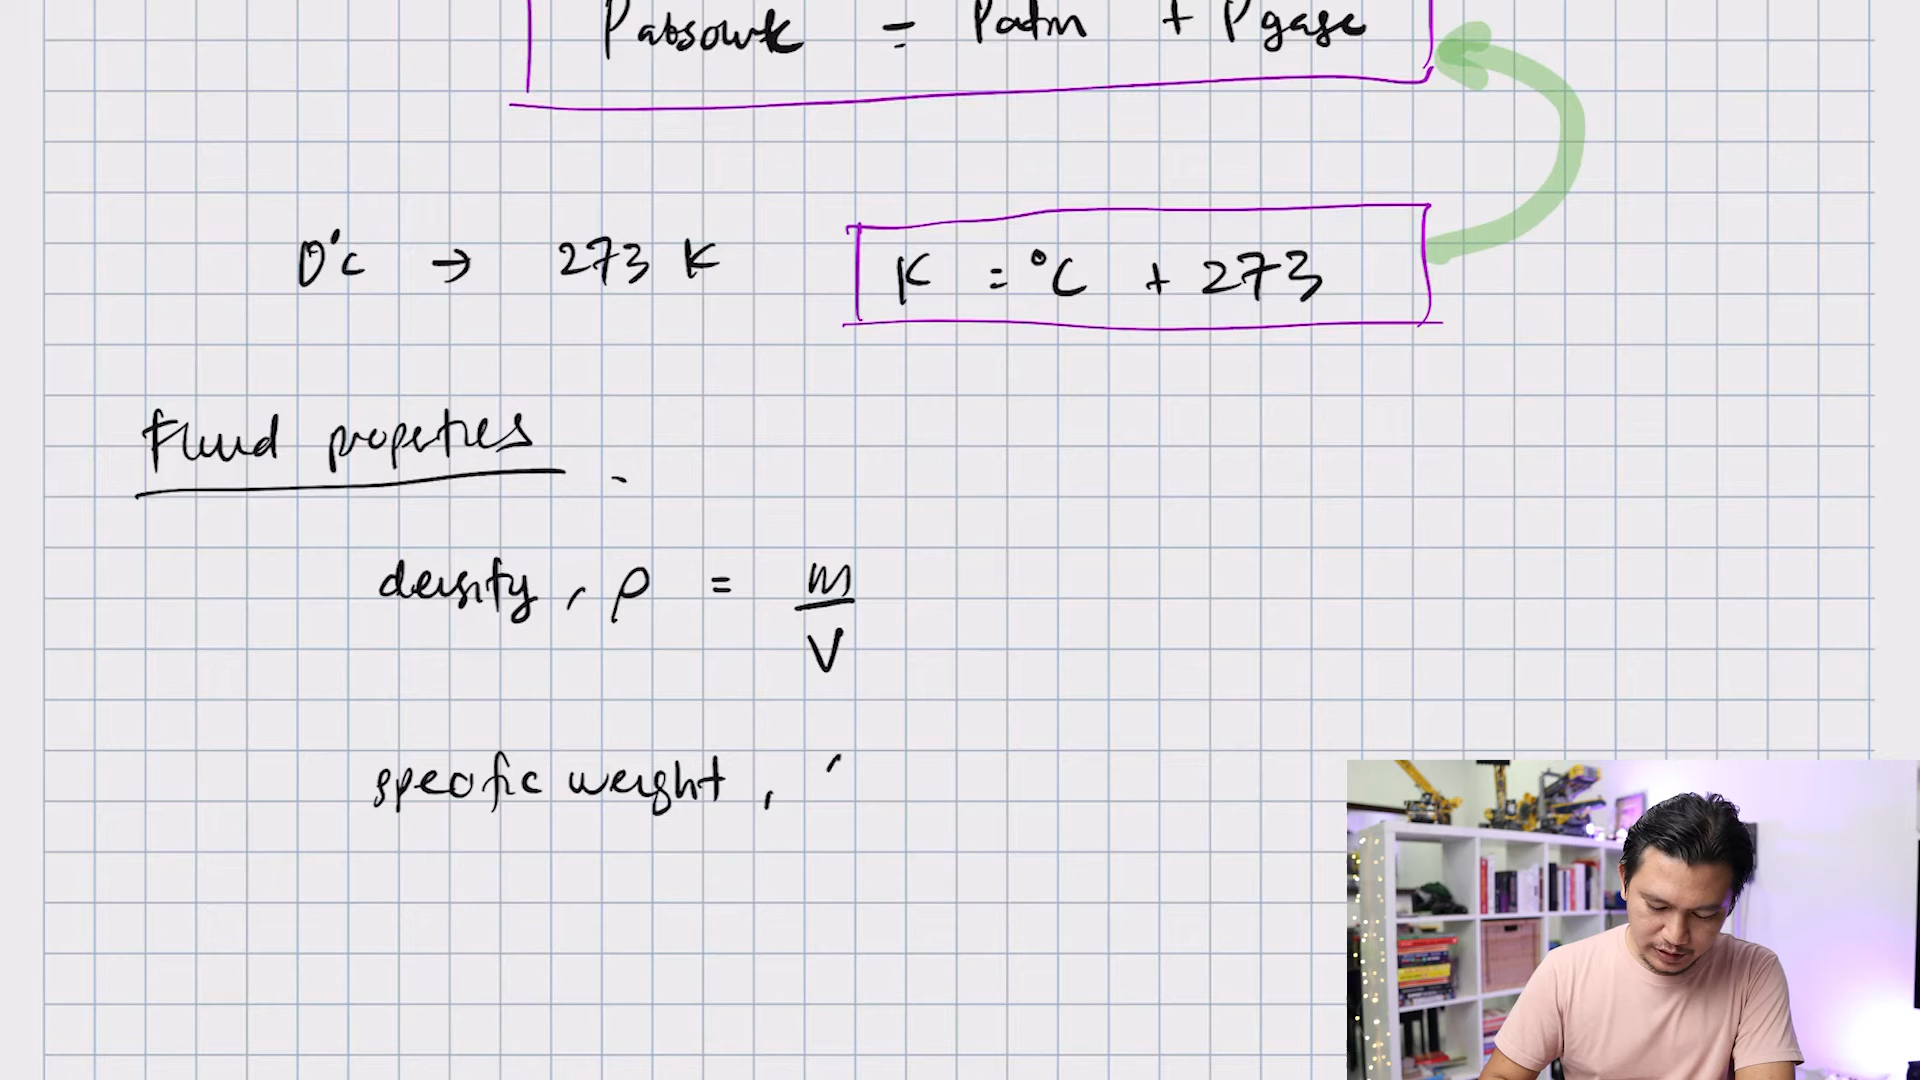 Pabsolute = Patm + Pgage
0°C → 273 K
K = °C + 273
Fluid properties
density, ρ = m/V
specific weight,